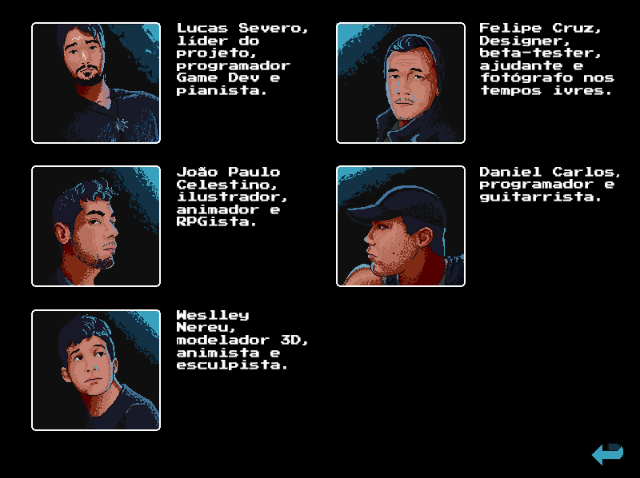 Lucas Severo,
líder do
projeto,
programador
Game Dev e
pianista.
Felipe Cruz,
Designer,
beta-tester,
ajudante e
fotógrafo nos
tempos ivres.
João Paulo
Celestino,
ilustrador,
animador e
RPGista.
Daniel Carlos,
programador e
guitarrista.
Weslley
Nereu,
modelador 3D,
animista e
esculpista.